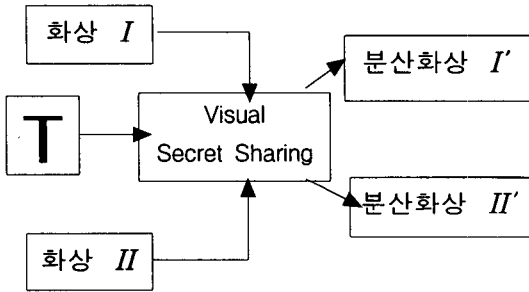 화상 I
분산화상 I′
T
Visual
Secret Sharing
화상 II
분산화상 II′